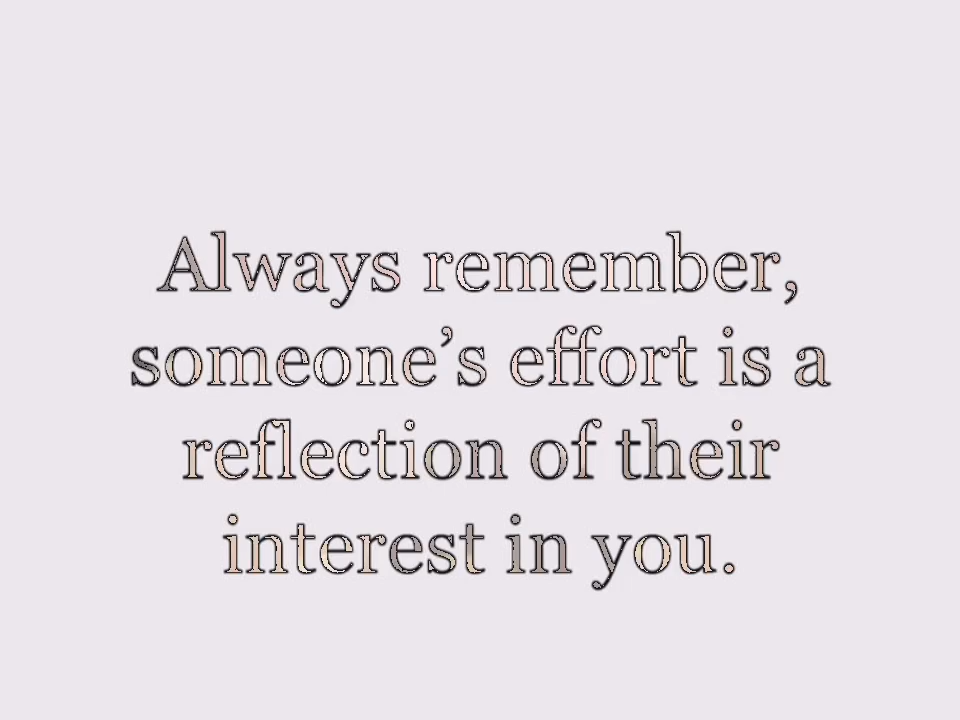 Always remember,
someone’s effort is a
reflection of their
interest in you.